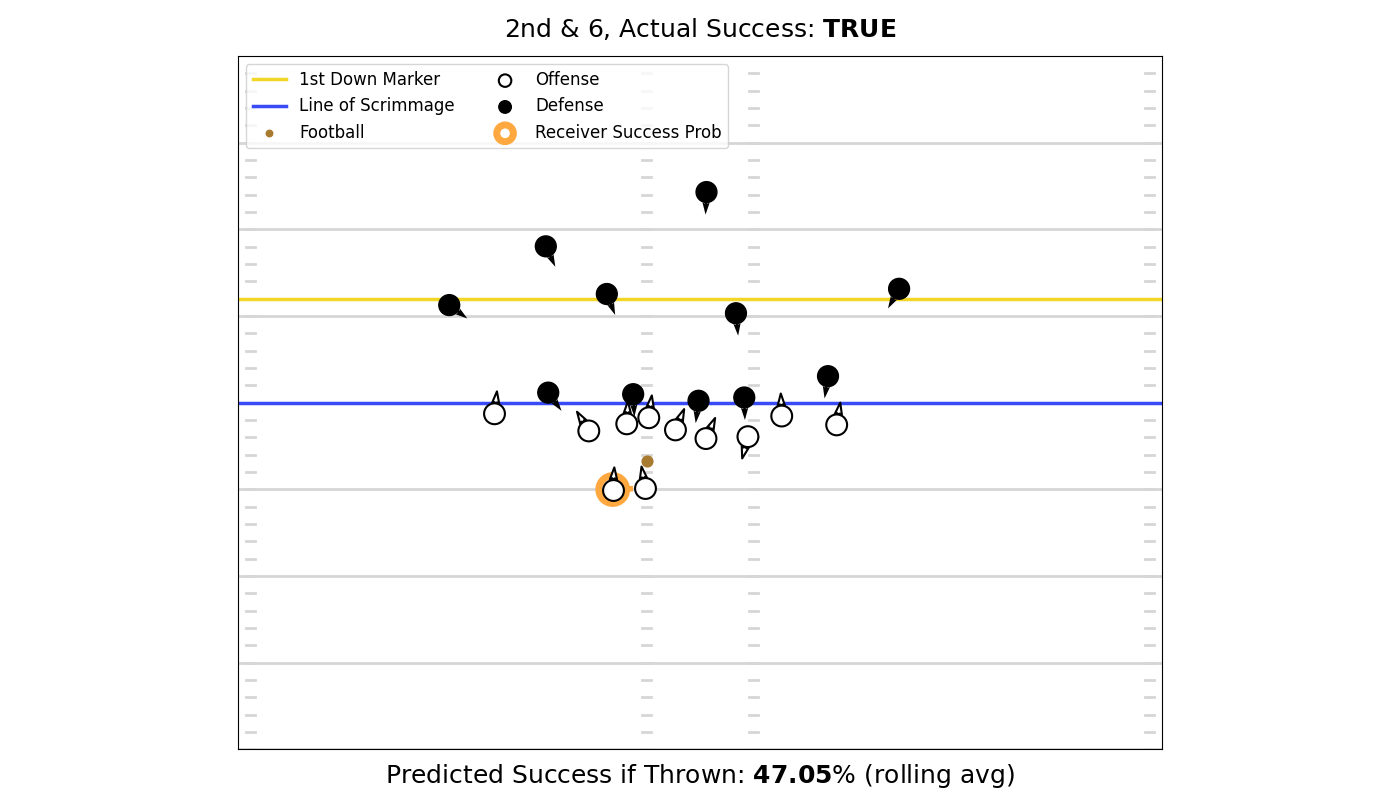 2nd & 6, Actual Success: TRUE
1st Down Marker
Line of Scrimmage
Football
Offense
Defense
Receiver Success Prob
Predicted Success if Thrown: 47.05% (rolling avg)